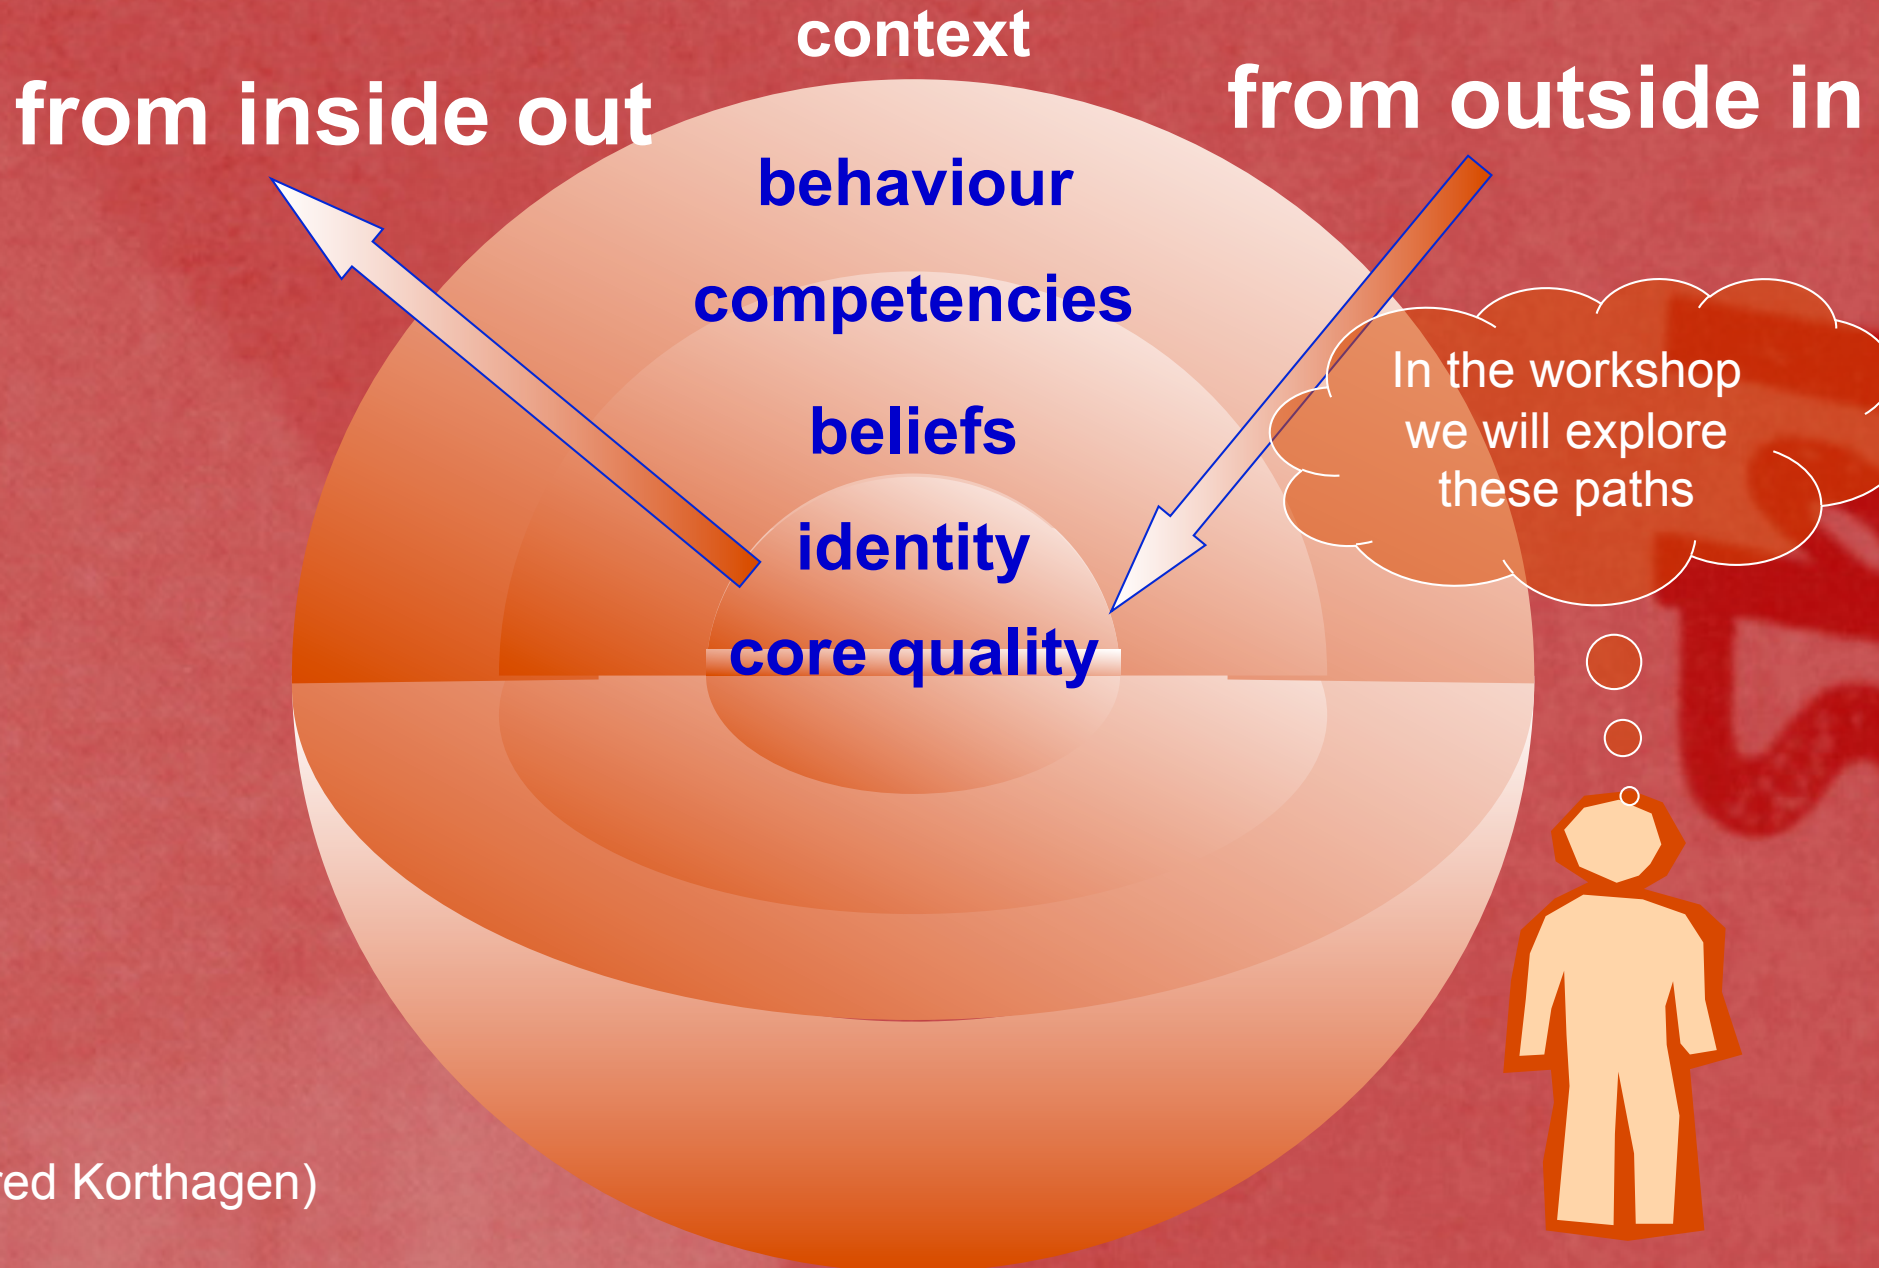 context
from inside out
from outside in
behaviour
competencies
beliefs
identity
core quality
In the workshop
we will explore
these paths
red Korthagen)